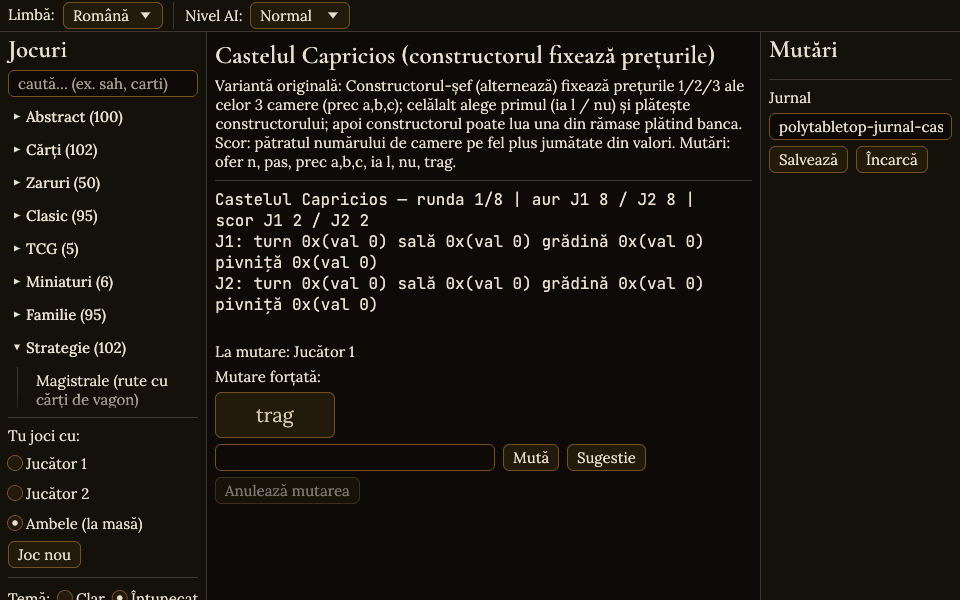 Limbă: Română ▼ Nivel AI: Normal ▼
Jocuri
caută... (ex. sah, carti)
▸ Abstract (100)
▸ Cărți (102)
▸ Zaruri (50)
▸ Clasic (95)
▸ TCG (5)
▸ Miniaturi (6)
▸ Familie (95)
▾ Strategie (102)
Magistrale (rute cu
cărți de vagon)
Tu joci cu:
Jucător 1
Jucător 2
Ambele (la masă)
Joc nou
Temă: Clar Întunecat
Castelul Capricios (constructorul fixează prețurile)
Variantă originală: Constructorul-șef (alternează) fixează prețurile 1/2/3 ale
celor 3 camere (prec a,b,c); celălalt alege primul (ia l / nu) și plătește
constructorului; apoi constructorul poate lua una din rămase plătind banca.
Scor: pătratul numărului de camere pe fel plus jumătate din valori. Mutări:
ofer n, pas, prec a,b,c, ia l, nu, trag.
Castelul Capricios — runda 1/8 | aur J1 8 / J2 8 |
scor J1 2 / J2 2
J1: turn 0x(val 0) sală 0x(val 0) grădină 0x(val 0)
pivniță 0x(val 0)
J2: turn 0x(val 0) sală 0x(val 0) grădină 0x(val 0)
pivniță 0x(val 0)
La mutare: Jucător 1
Mutare forțată:
trag
Mută Sugestie
Anulează mutarea
Mutări
Jurnal
polytabletop-jurnal-cas
Salvează Încarcă